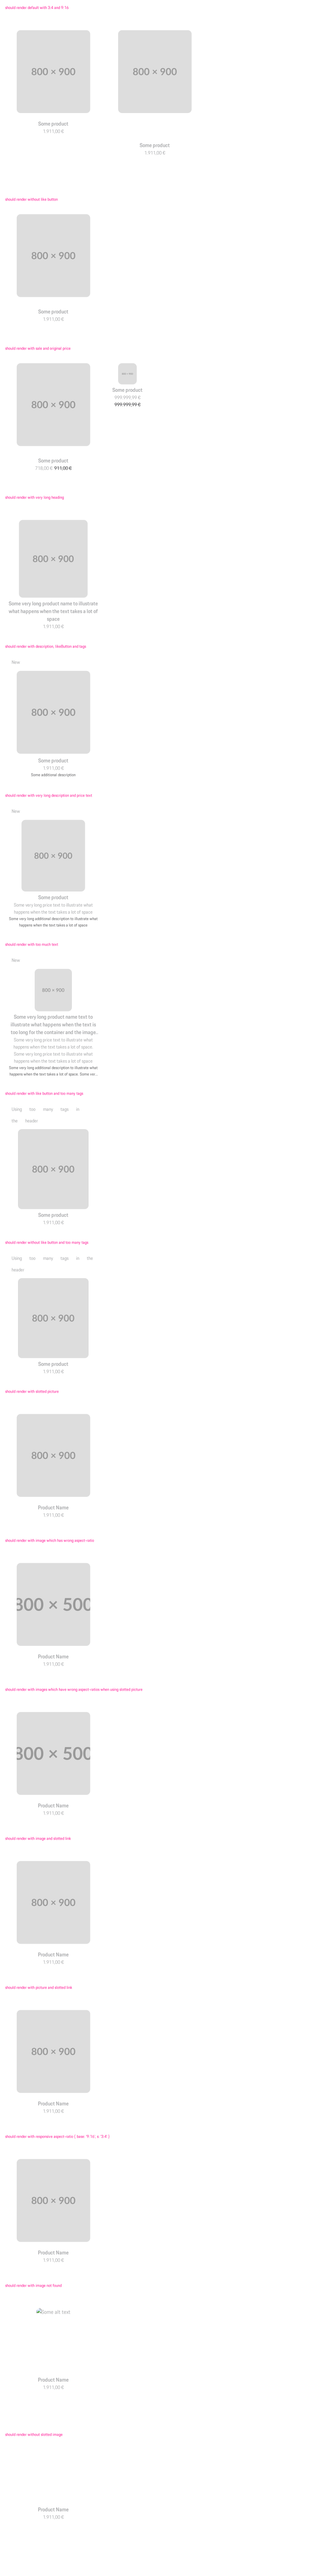 should render default with 3:4 and 9:16
800 × 900
800 × 900
Some product
1.911,00 €
Some product
1.911,00 €
should render without like button
800 × 900
Some product
1.911,00 €
should render with sale and original price
800 × 900
Some product
911,00 €
Some product
999.999,99 €
999.999,99 €
should render with very long heading
800 × 900
Some very long product name to illustrate
what happens when the text takes a lot of
space
1.911,00 €
should render with description, likeButton and tags
New
800 × 900
Some product
1.911,00 €
Some additional description
should render with very long description and price text
New
800 × 900
Some product
Some very long price text to illustrate what
happens when the text takes a lot of space
Some very long additional description to illustrate what
happens when the text takes a lot of space
should render with too much text
New
800 × 900
Some very long product name text to
illustrate what happens when the text is
too long for the container and the image…
Some very long price text to illustrate what
happens when the text takes a lot of space.
Some very long price text to illustrate what
happens when the text takes a lot of space
Some very long additional description to illustrate what
happens when the text takes a lot of space. Some ver…
should render with like button and too many tags
Using too many tags in
the header
800 × 900
Some product
1.911,00 €
should render without like button and too many tags
Using too many tags in the
header
800 × 900
Some product
1.911,00 €
should render with slotted picture
800 × 900
Product Name
1.911,00 €
should render with image which has wrong aspect ratio
800 × 500
Product Name
1.911,00 €
should render with images which have wrong aspect ratios when using slotted picture
800 × 500
Product Name
1.911,00 €
should render with image and slotted link
800 × 900
Product Name
1.911,00 €
should render with picture and slotted link
800 × 900
Product Name
1.911,00 €
should render with responsive aspect-ratio
800 × 900
Product Name
1.911,00 €
should render with image not found
Some alt text
Product Name
1.911,00 €
should render without slotted image
Product Name
1.911,00 €